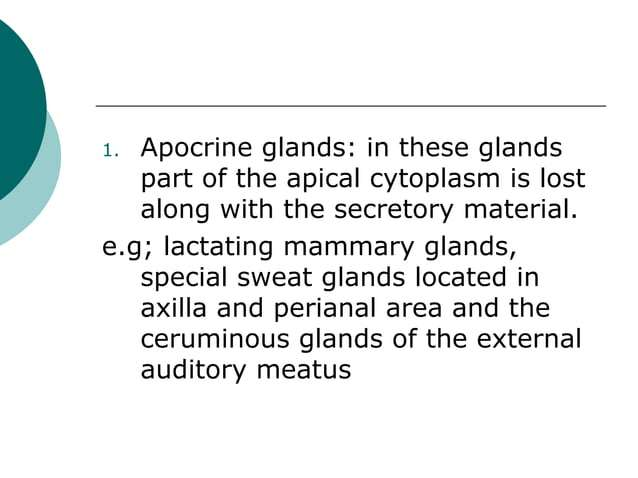 1. Apocrine glands: in these glands
part of the apical cytoplasm is lost
along with the secretory material.
e.g; lactating mammary glands,
special sweat glands located in
axilla and perianal area and the
ceruminous glands of the external
auditory meatus